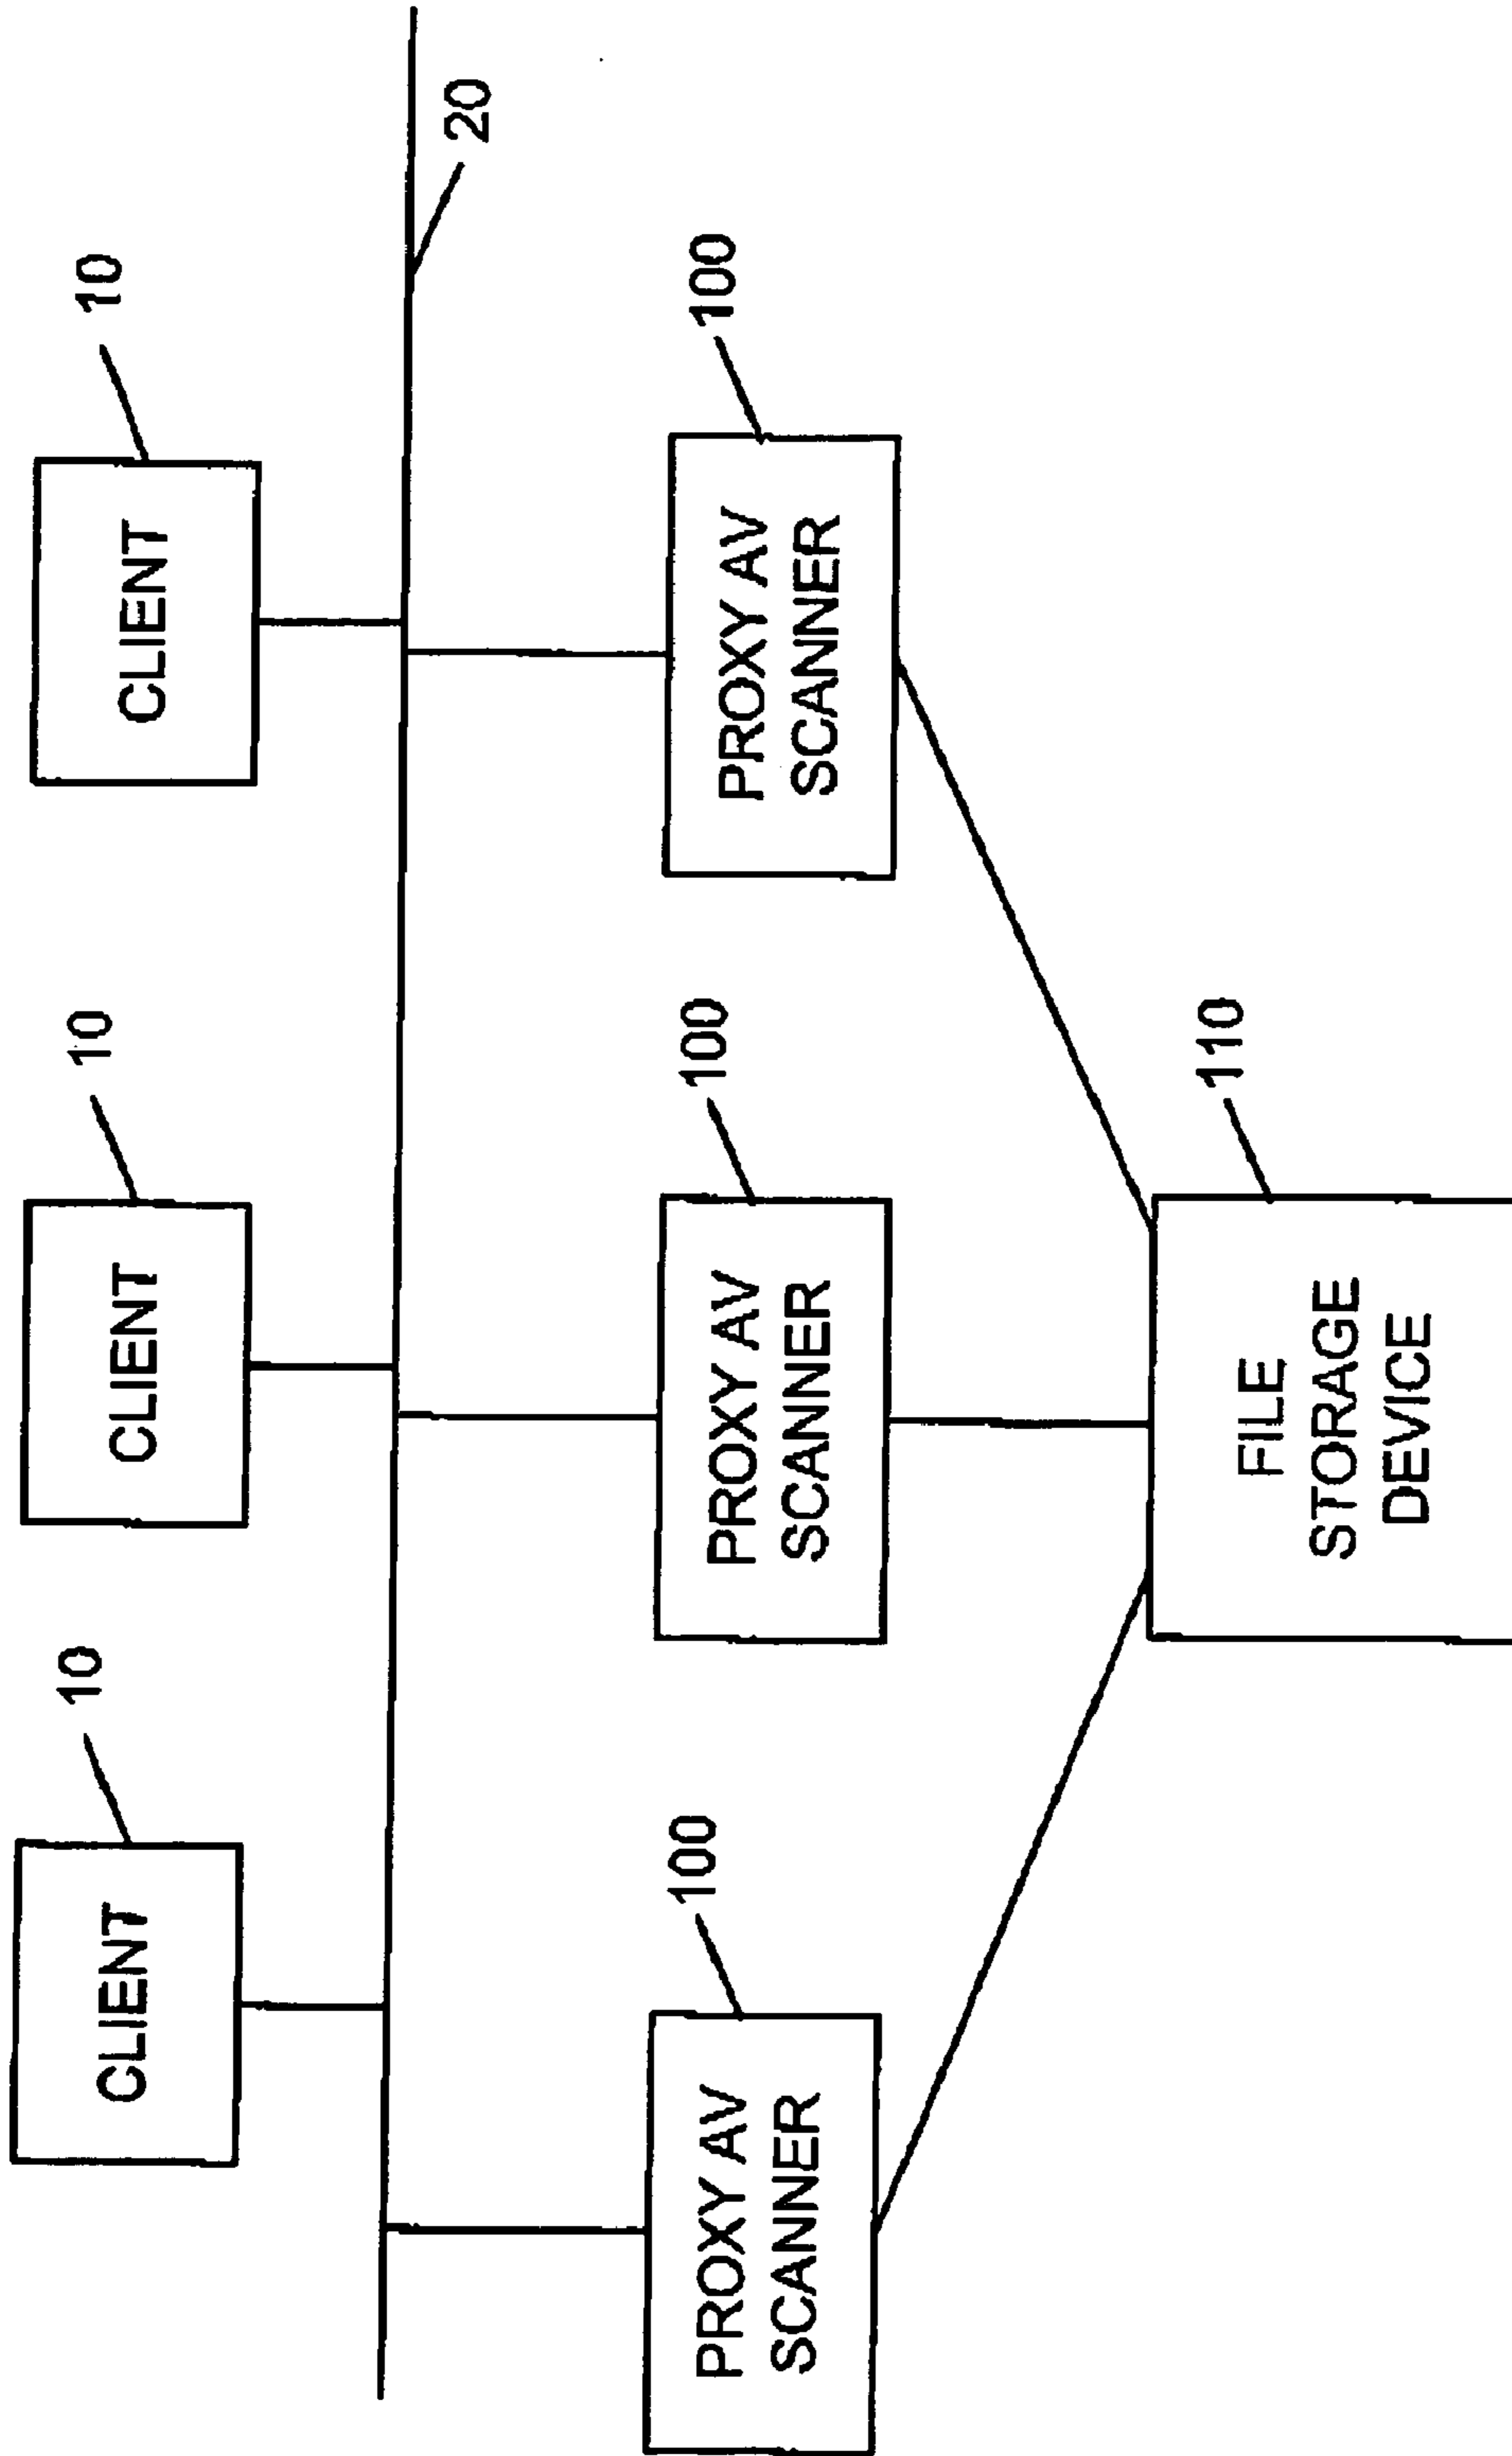 10
10
10
CLIENT
CLIENT
CLIENT
20
100
100
100
PROXY AV
SCANNER
PROXY AV
SCANNER
PROXY AV
SCANNER
110
FILE
STORAGE
DEVICE